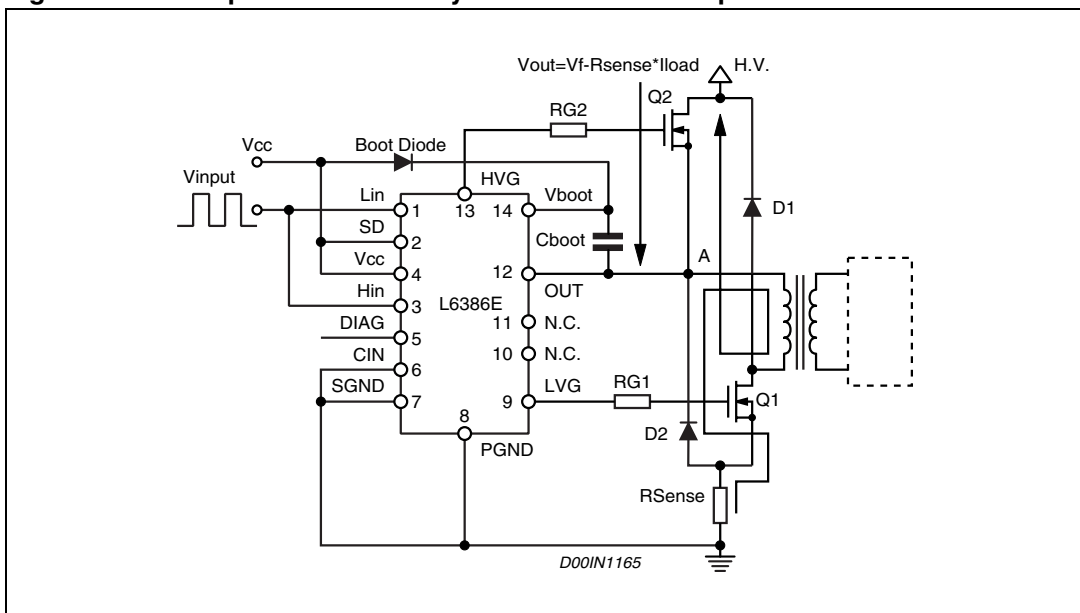 Vout=Vf-Rsense*Iload
H.V.
Q2
RG2
Vcc
Boot Diode
Vinput
HVG
Lin
Vboot
1
13
14
D1
SD
2
Cboot
Vcc
A
4
12
Hin
OUT
3
L6386E
11
N.C.
DIAG
5
10
N.C.
CIN
6
LVG
RG1
SGND
7
9
Q1
8
D2
PGND
RSense
D00IN1165